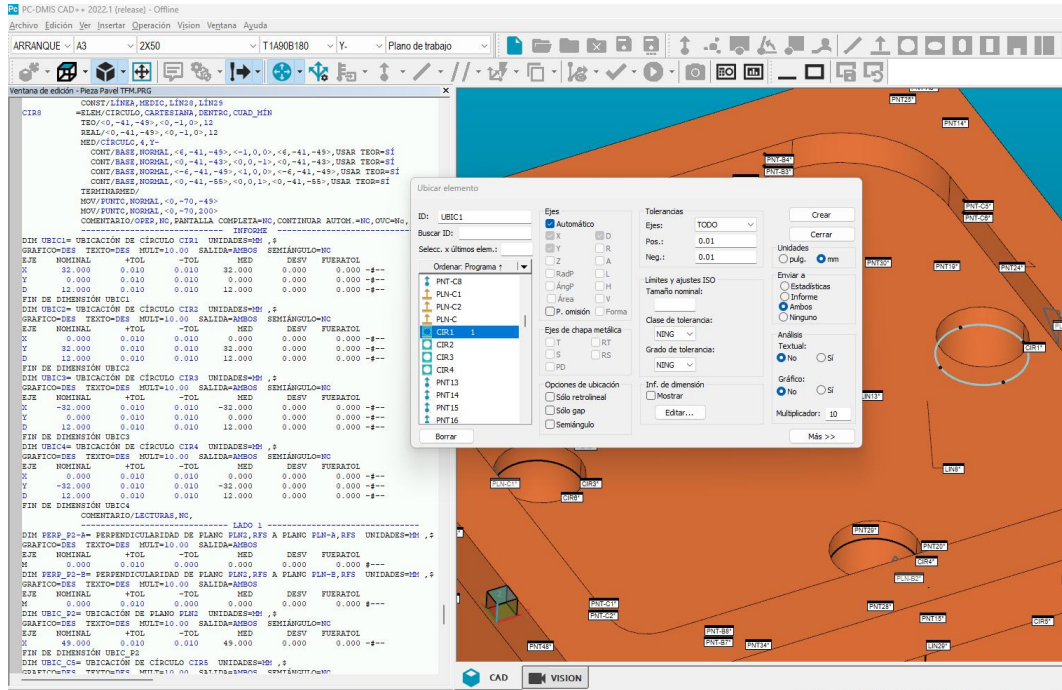 PC-DMIS CAD++ 2022.1 (release) - Offline
Archivo Edición Ver Insertar Operación Vision Ventana Ayuda
ARRANQUE A3 2X50 T1A90B180 Y- Plano de trabajo
Ventana de edición - Pieza Pavel TFM.PRG
CONST/LÍNEA,MEDIC,LÍN28,LÍN29
CIR8 =ELEM/CIRCULO,CARTESIANA,DENTRO,CUAD_MÍN
TEO/<0,-41,-49>,<0,-1,0>,12
REAL/<0,-41,-49>,<0,-1,0>,12
MED/CÍRCULO,4,Y-
CONT/BASE,NORMAL,<6,-41,-49>,<-1,0,0>,<6,-41,-49>,USAR TEOR=SÍ
CONT/BASE,NORMAL,<0,-41,-43>,<0,0,-1>,<0,-41,-43>,USAR TEOR=SÍ
CONT/BASE,NORMAL,<-6,-41,-49>,<1,0,0>,<-6,-41,-49>,USAR TEOR=SÍ
CONT/BASE,NORMAL,<0,-41,-55>,<0,0,1>,<0,-41,-55>,USAR TEOR=SÍ
TERMINARMED/
MOV/PUNTO,NORMAL,<0,-70,-49>
MOV/PUNTO,NORMAL,<0,-70,200>
COMENTARIO/OPER,NO,PANTALLA COMPLETA=NO,CONTINUAR AUTOM.=NO,OVC=No,
INFORME
DIM UBIC1= UBICACIÓN DE CÍRCULO CIR1 UNIDADES=MM ,$
GRAFICO=DES TEXTO=DES MULT=10.00 SALIDA=AMBOS SEMIÁNGULO=NO
EJE NOMINAL +TOL -TOL MED DESV FUERATOL
X 32.000 0.010 0.010 32.000 0.000 0.000 -#--
Y 0.000 0.010 0.010 0.000 0.000 0.000 -#--
D 12.000 0.010 0.010 12.000 0.000 0.000 -#--
FIN DE DIMENSIÓN UBIC1
DIM UBIC2= UBICACIÓN DE CÍRCULO CIR2 UNIDADES=MM ,$
GRAFICO=DES TEXTO=DES MULT=10.00 SALIDA=AMBOS SEMIÁNGULO=NO
EJE NOMINAL +TOL -TOL MED DESV FUERATOL
X 0.000 0.010 0.010 0.000 0.000 0.000 -#--
Y 32.000 0.010 0.010 32.000 0.000 0.000 -#--
D 12.000 0.010 0.010 12.000 0.000 0.000 -#--
FIN DE DIMENSIÓN UBIC2
DIM UBIC3= UBICACIÓN DE CÍRCULO CIR3 UNIDADES=MM ,$
GRAFICO=DES TEXTO=DES MULT=10.00 SALIDA=AMBOS SEMIÁNGULO=NO
EJE NOMINAL +TOL -TOL MED DESV FUERATOL
X -32.000 0.010 0.010 -32.000 0.000 0.000 -#--
Y 0.000 0.010 0.010 0.000 0.000 0.000 -#--
D 12.000 0.010 0.010 12.000 0.000 0.000 -#--
FIN DE DIMENSIÓN UBIC3
DIM UBIC4= UBICACIÓN DE CÍRCULO CIR4 UNIDADES=MM ,$
GRAFICO=DES TEXTO=DES MULT=10.00 SALIDA=AMBOS SEMIÁNGULO=NO
EJE NOMINAL +TOL -TOL MED DESV FUERATOL
X 0.000 0.010 0.010 0.000 0.000 0.000 -#--
Y -32.000 0.010 0.010 -32.000 0.000 0.000 -#--
D 12.000 0.010 0.010 12.000 0.000 0.000 -#--
FIN DE DIMENSIÓN UBIC4
COMENTARIO/LECTURAS,NO,
LADO 1
DIM PERP_P2-A= PERPENDICULARIDAD DE PLANO PLN2,RFS A PLANO PLN-A,RFS UNIDADES=MM ,$
GRAFICO=DES TEXTO=DES MULT=10.00 SALIDA=AMBOS
EJE NOMINAL +TOL -TOL MED DESV FUERATOL
M 0.000 0.010 0.000 0.000 0.000 0.000 #---
DIM PERP_P2-B= PERPENDICULARIDAD DE PLANO PLN2,RFS A PLANO PLN-B,RFS UNIDADES=MM ,$
GRAFICO=DES TEXTO=DES MULT=10.00 SALIDA=AMBOS
EJE NOMINAL +TOL -TOL MED DESV FUERATOL
M 0.000 0.010 0.000 0.000 0.000 0.000 #---
DIM UBIC_P2= UBICACIÓN DE PLANO PLN2 UNIDADES=MM ,$
GRAFICO=DES TEXTO=DES MULT=10.00 SALIDA=AMBOS SEMIÁNGULO=NO
EJE NOMINAL +TOL -TOL MED DESV FUERATOL
X 49.000 0.010 0.010 49.000 0.000 0.000 -#--
FIN DE DIMENSIÓN UBIC_P2
DIM UBIC_C5= UBICACIÓN DE CÍRCULO CIR5 UNIDADES=MM ,$
GRAFICO=DES TEXTO=DES MULT=10.00 SALIDA=AMBOS SEMIÁNGULO=NO
Ubicar elemento
ID: UBIC1
Buscar ID:
Selecc. x últimos elem.:
Ordenar: Programa ↑
PNT-C8
PLN-C1
PLN-C2
PLN-C
CIR1 1
CIR2
CIR3
CIR4
PNT13
PNT14
PNT15
PNT16
Borrar
Ejes
Automático
X D
Y R
Z A
RadP L
ÁngP H
Área V
P. omisión Forma
Ejes de chapa metálica
T RT
S RS
PD
Opciones de ubicación
Sólo retrolineal
Sólo gap
Semiángulo
Tolerancias
Ejes: TODO
Pos.: 0.01
Neg.: 0.01
Límites y ajustes ISO
Tamaño nominal:
Clase de tolerancia:
NING
Grado de tolerancia:
NING
Inf. de dimensión
Mostrar
Editar...
Crear
Cerrar
Unidades
pulg. mm
Enviar a
Estadísticas
Informe
Ambos
Ninguno
Análisis
Textual:
No Sí
Gráfico:
No Sí
Multiplicador: 10
Más >>
PNT25*
PNT14*
PNT-B4*
PNT-B3*
PNT-C5*
PNT-C6*
PNT30*
PNT19*
PNT24*
CIR1*
LIN13*
LIN8*
PLN-C1*
CIR3*
CIR6*
PNT29*
PNT20*
CIR4*
PLN-B2*
PNT-C1*
PNT-C2*
PNT28*
PNT15*
CIR5*
PNT-B8*
PNT-B7*
PNT34*
PNT48*
LIN29*
CAD
VISION